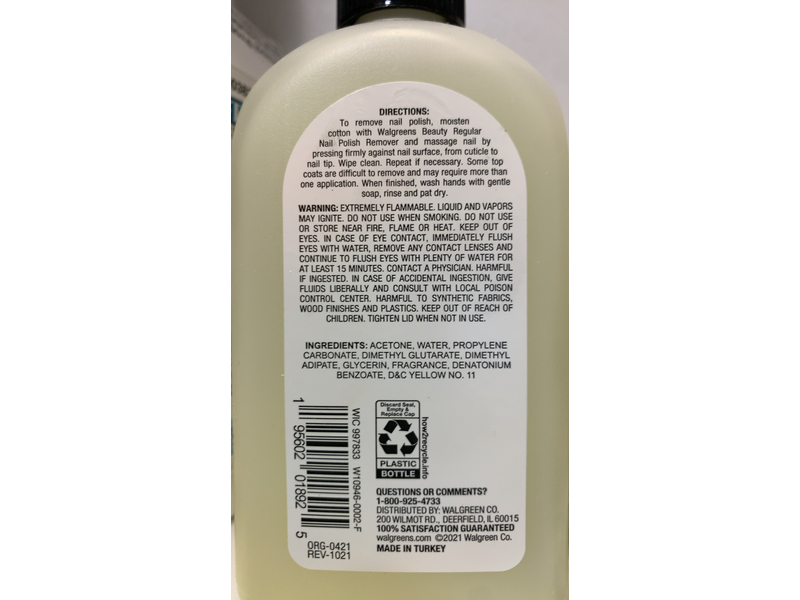 DIRECTIONS:
To remove nail polish, moisten
cotton with Walgreens Beauty Regular
Nail Polish Remover and massage nail by
pressing firmly against nail surface, from cuticle to
nail tip. Wipe clean. Repeat if necessary. Some top
coats are difficult to remove and may require more than
one application. When finished, wash hands with gentle
soap, rinse and pat dry.
WARNING: EXTREMELY FLAMMABLE. LIQUID AND VAPORS
MAY IGNITE. DO NOT USE WHEN SMOKING. DO NOT USE
OR STORE NEAR FIRE, FLAME OR HEAT. KEEP OUT OF
EYES. IN CASE OF EYE CONTACT, IMMEDIATELY FLUSH
EYES WITH WATER, REMOVE ANY CONTACT LENSES AND
CONTINUE TO FLUSH EYES WITH PLENTY OF WATER FOR
AT LEAST 15 MINUTES. CONTACT A PHYSICIAN. HARMFUL
IF INGESTED. IN CASE OF ACCIDENTAL INGESTION, GIVE
FLUIDS LIBERALLY AND CONSULT WITH LOCAL POISON
CONTROL CENTER. HARMFUL TO SYNTHETIC FABRICS,
WOOD FINISHES AND PLASTICS. KEEP OUT OF REACH OF
CHILDREN. TIGHTEN LID WHEN NOT IN USE.
INGREDIENTS: ACETONE, WATER, PROPYLENE
CARBONATE, DIMETHYL GLUTARATE, DIMETHYL
ADIPATE, GLYCERIN, FRAGRANCE, DENATONIUM
BENZOATE, D&C YELLOW NO. 11
1 95602 01892 5
WIC 997833 W10946-0002-F
ORG-0421
REV-1021
Discard Seal,
Empty &
Replace Cap
PLASTIC
BOTTLE
how2recycle.info
QUESTIONS OR COMMENTS?
1-800-925-4733
DISTRIBUTED BY: WALGREEN CO.
200 WILMOT RD., DEERFIELD, IL 60015
100% SATISFACTION GUARANTEED
walgreens.com ©2021 Walgreen Co.
MADE IN TURKEY